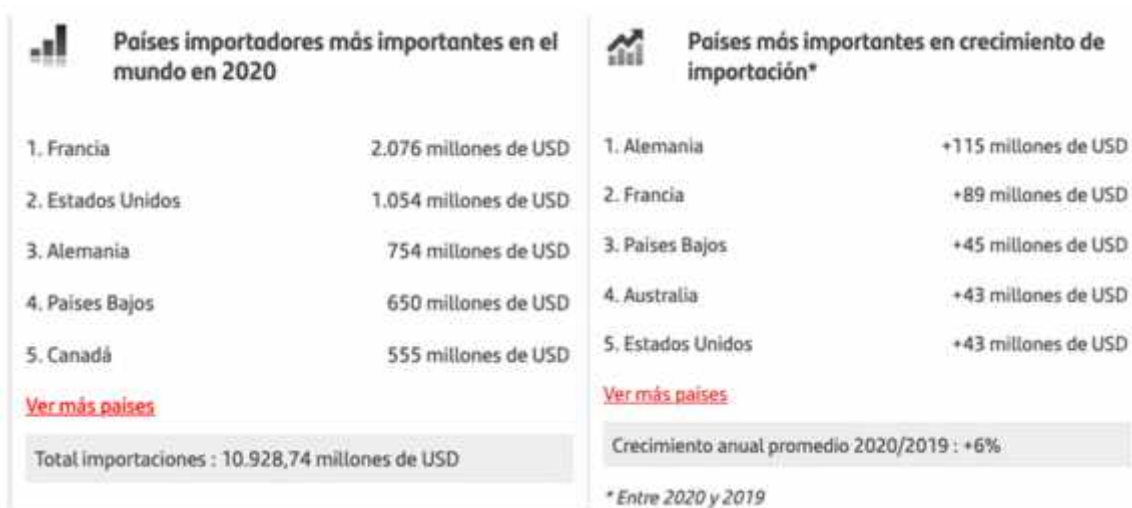 Países importadores más importantes en el
mundo en 2020
1. Francia 2.076 millones de USD
2. Estados Unidos 1.054 millones de USD
3. Alemania 754 millones de USD
4. Países Bajos 650 millones de USD
5. Canadá 555 millones de USD
Ver más países
Total importaciones : 10.928,74 millones de USD
Países más importantes en crecimiento de
importación*
1. Alemania +115 millones de USD
2. Francia +89 millones de USD
3. Países Bajos +45 millones de USD
4. Australia +43 millones de USD
5. Estados Unidos +43 millones de USD
Ver más países
Crecimiento anual promedio 2020/2019 : +6%
* Entre 2020 y 2019